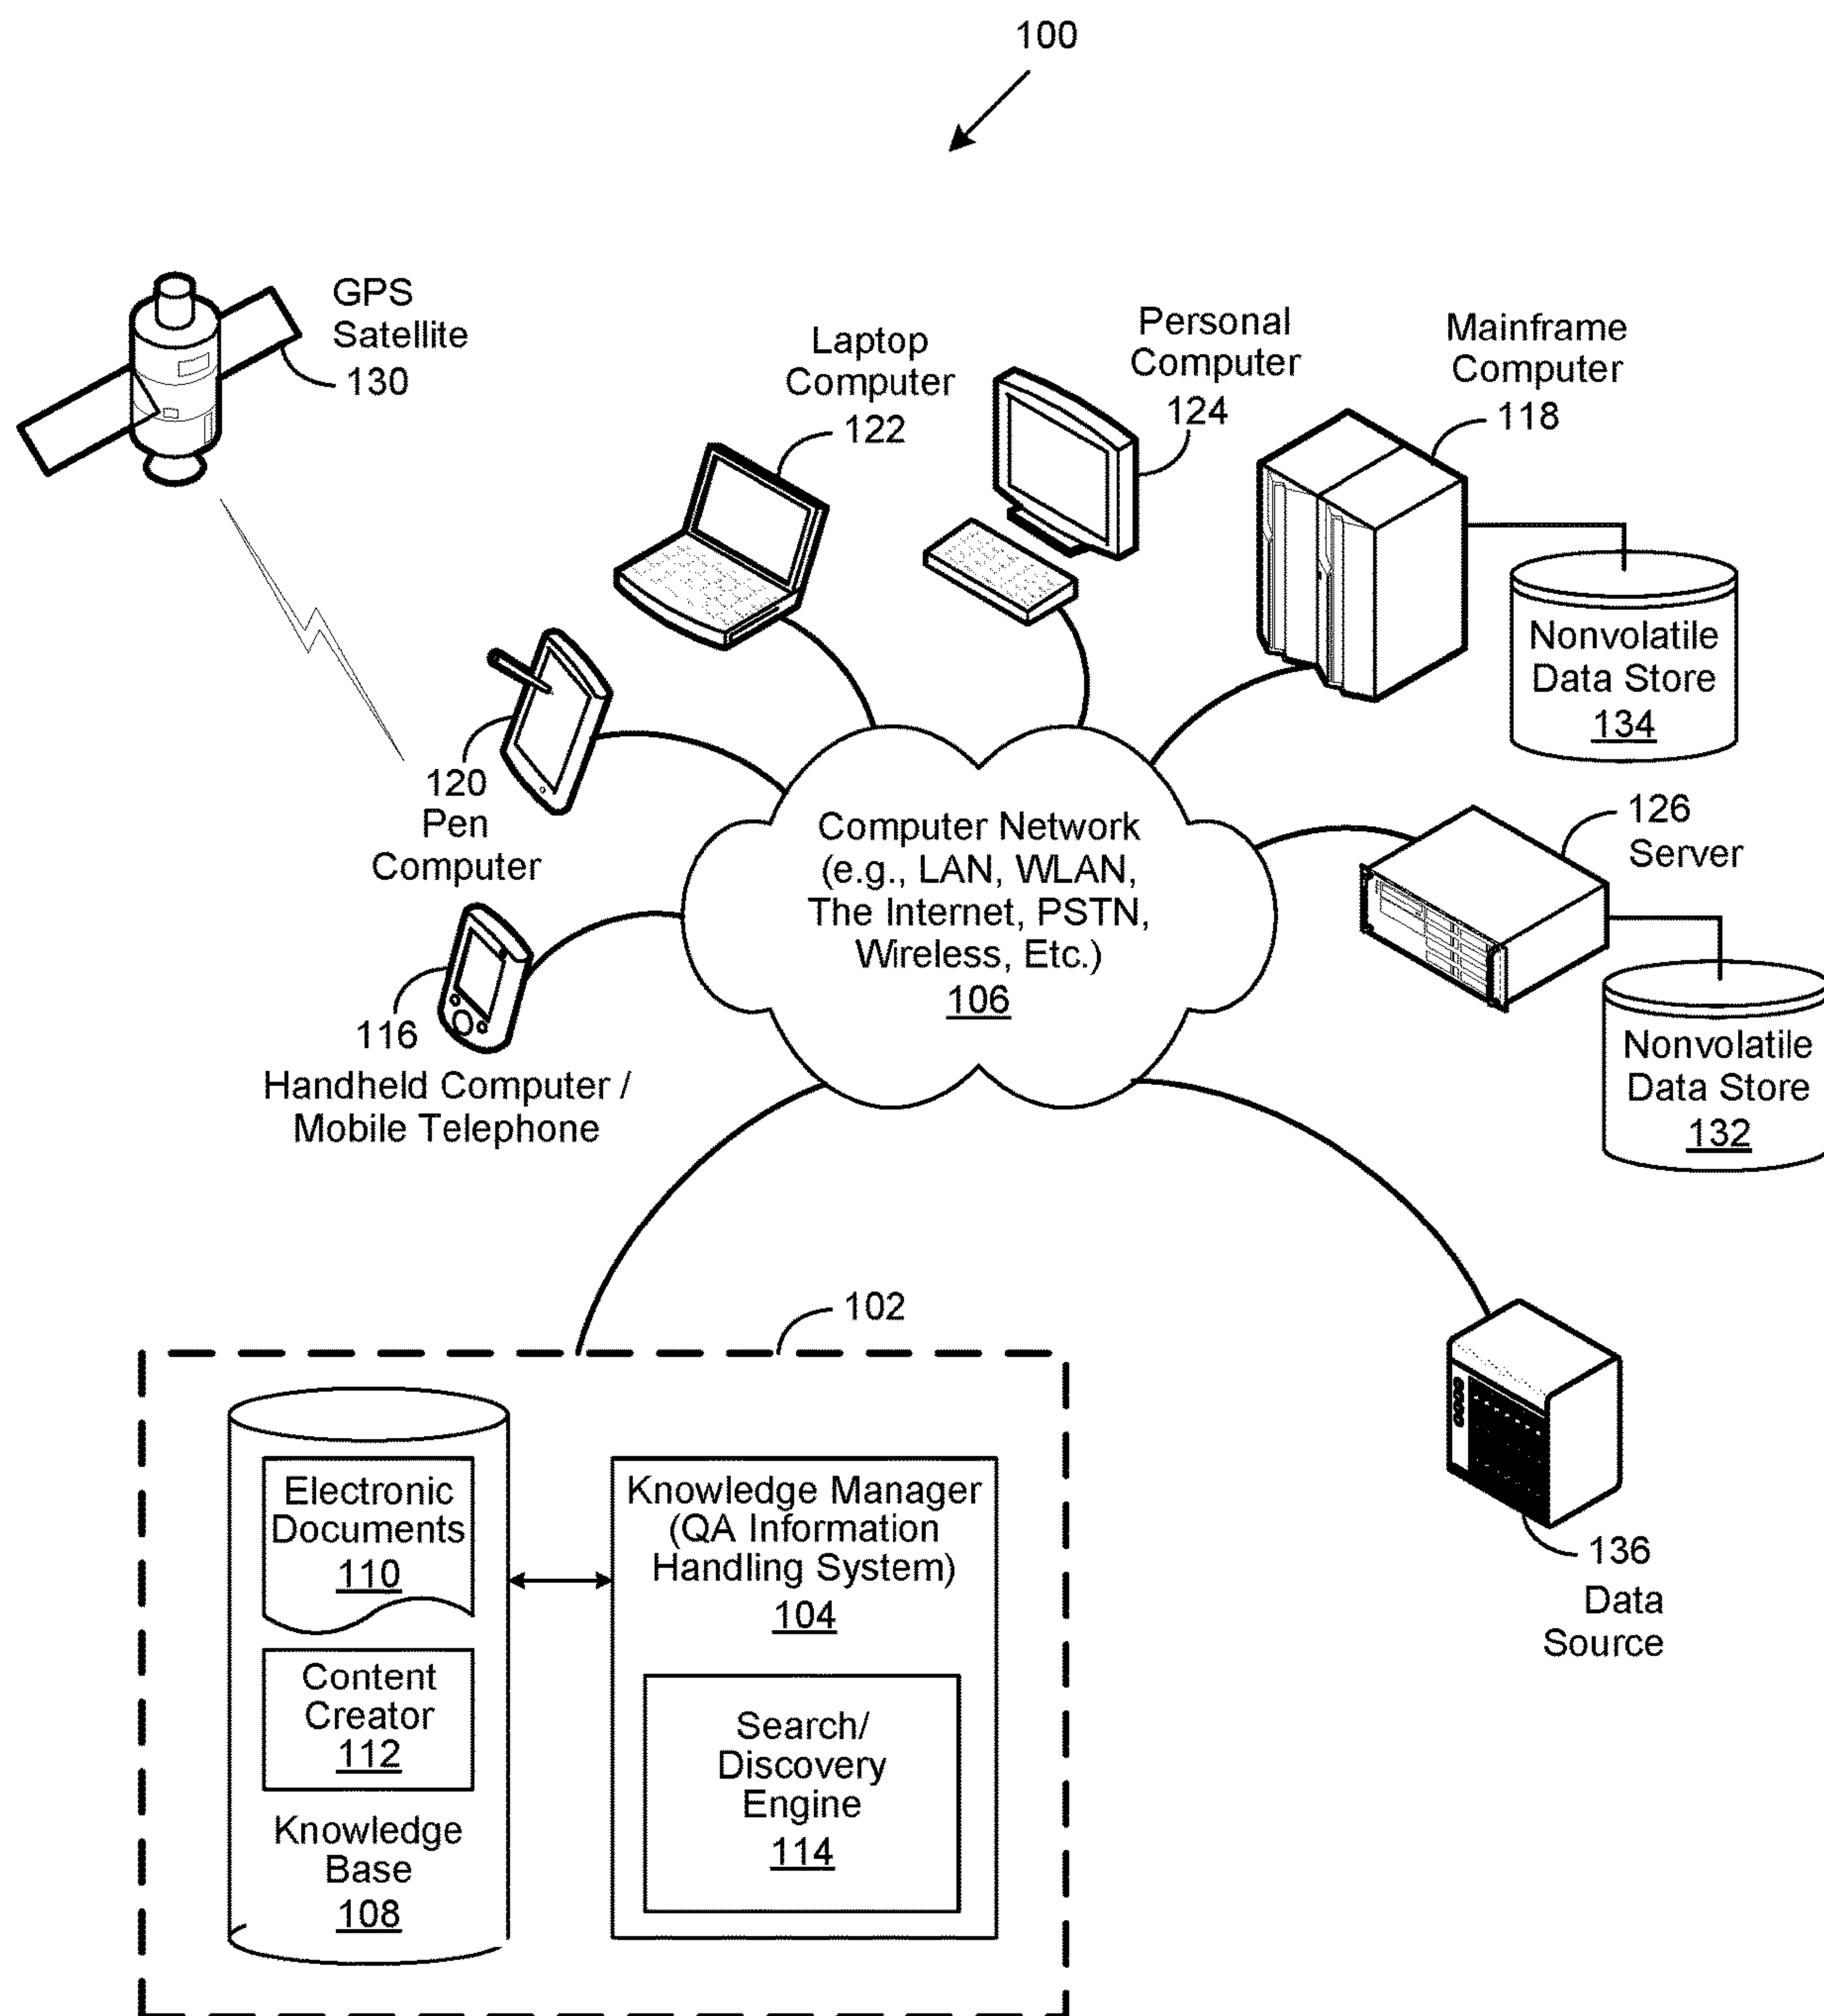 100
GPS
Satellite
130
Laptop
Computer
122
Personal
Computer
124
Mainframe
Computer
118
Nonvolatile
Data Store
134
120
Pen
Computer
Computer Network
(e.g., LAN, WLAN,
The Internet, PSTN,
Wireless, Etc.)
106
126
Server
116
Handheld Computer /
Mobile Telephone
Nonvolatile
Data Store
132
102
Electronic
Documents
110
Content
Creator
112
Knowledge
Base
108
Knowledge Manager
(QA Information
Handling System)
104
Search/
Discovery
Engine
114
136
Data
Source